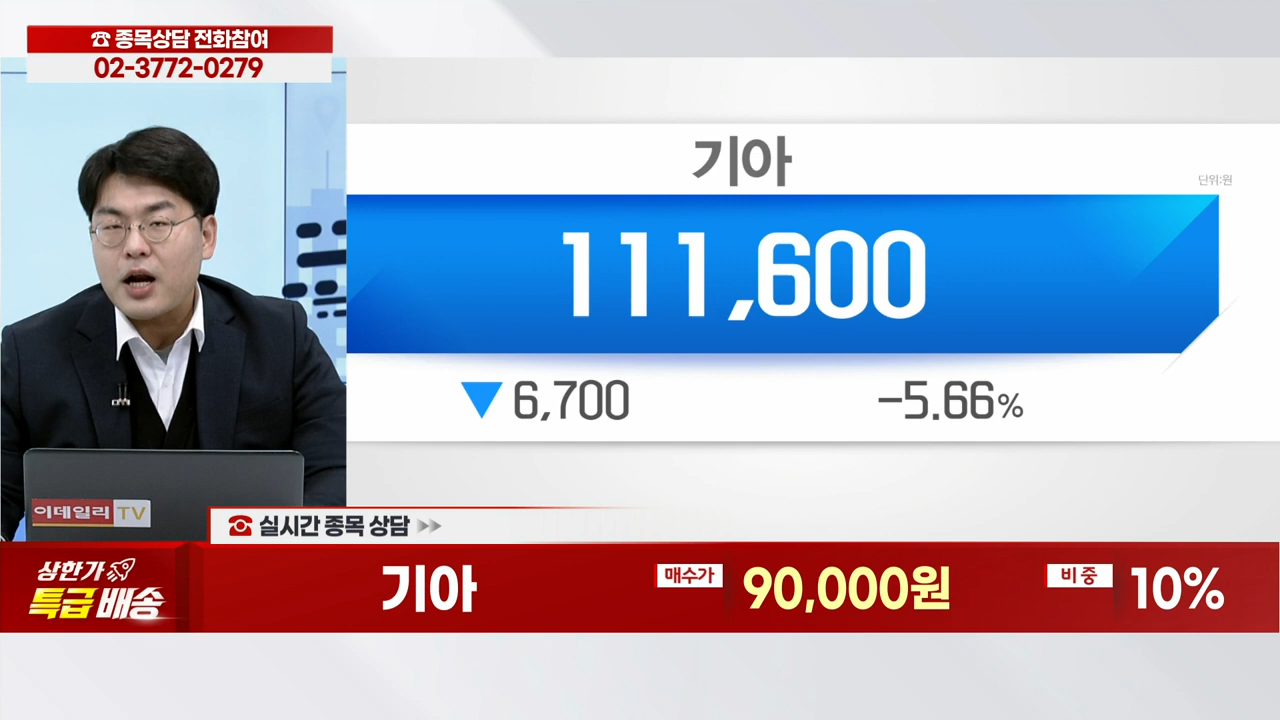 ☎ 종목상담 전화참여
02-3772-0279
기아
단위:원
111,600
▼ 6,700
-5.66%
이데일리 TV
☎ 실시간 종목 상담 ▶▶
상한가
특급 배송
기아
매수가
90,000원
비중
10%